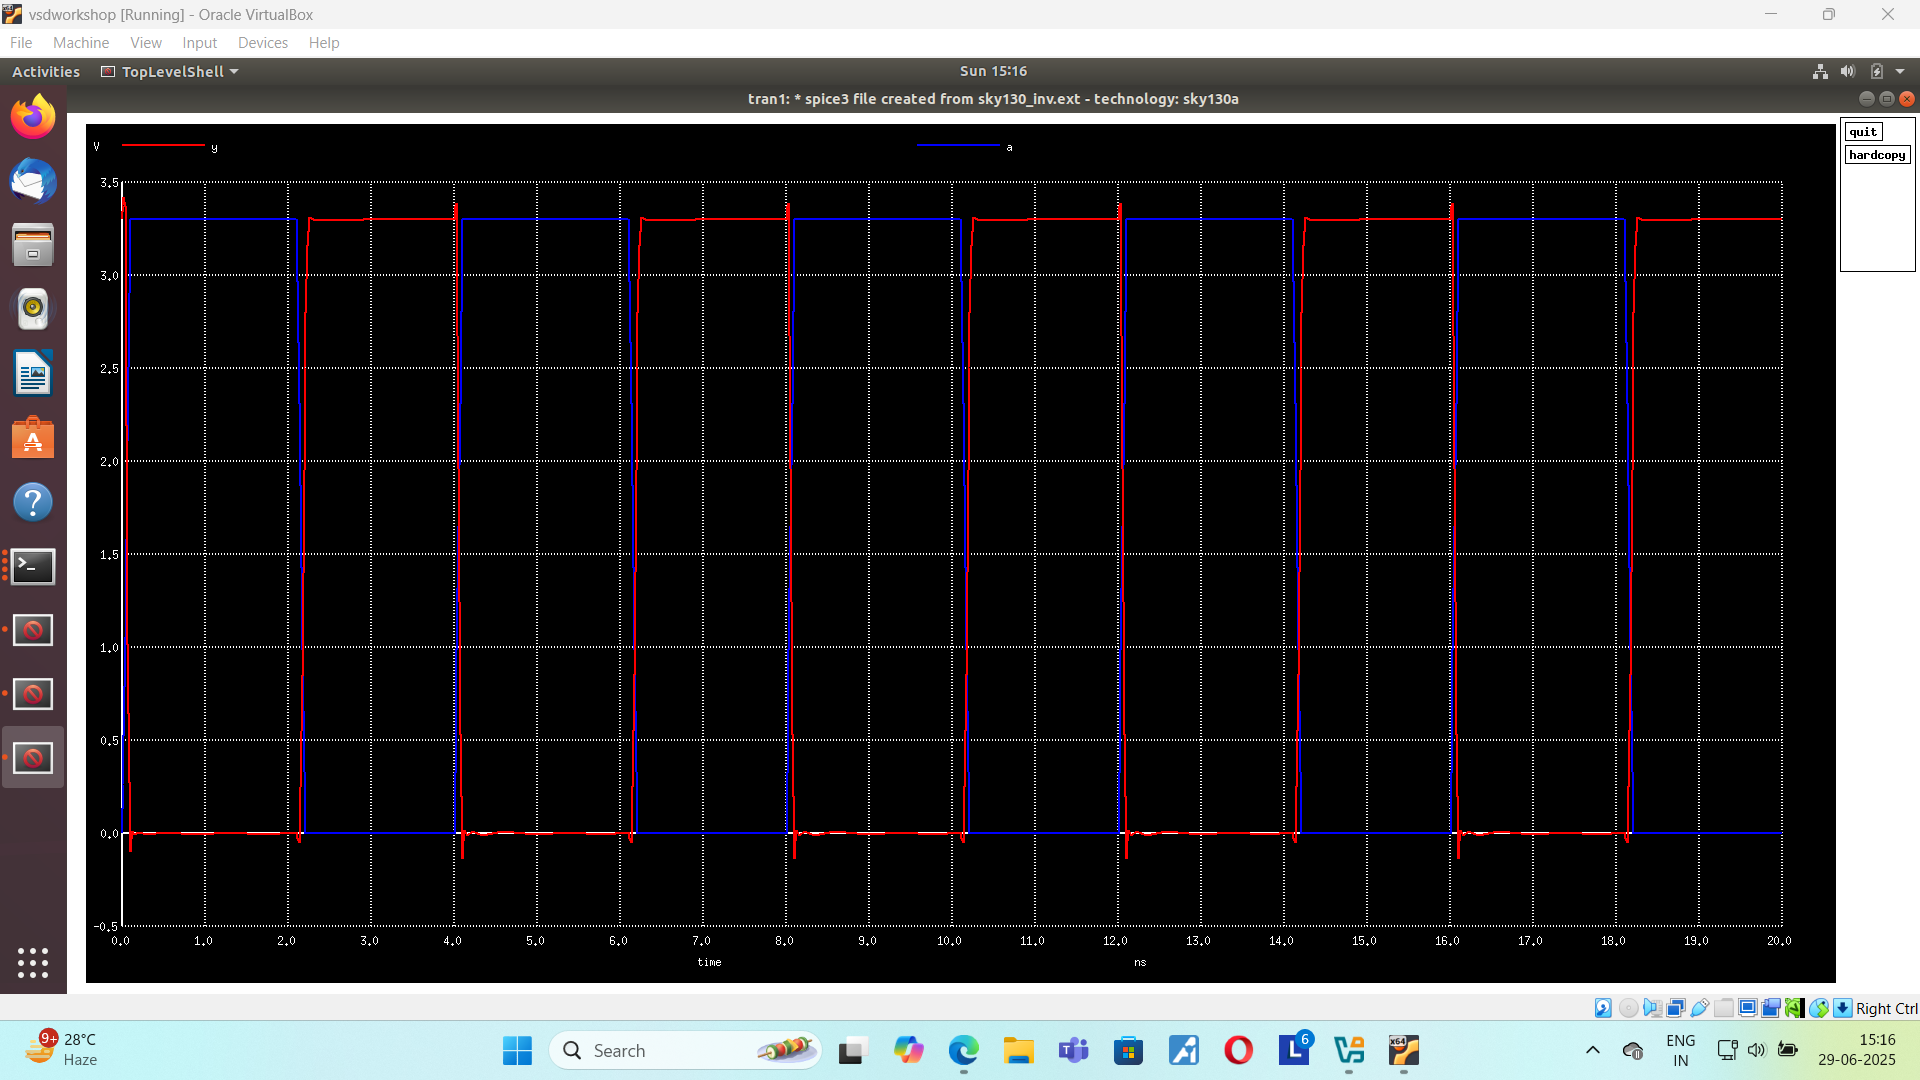 vsdworkshop [Running] - Oracle VirtualBox
File Machine View Input Devices Help
Activities TopLevelShell Sun 15:16
tran1: * spice3 file created from sky130_inv.ext - technology: sky130a
quit
hardcopy
V y a
3.5
3.0
2.5
2.0
1.5
1.0
0.5
0.0
-0.5
0.0 1.0 2.0 3.0 4.0 5.0 6.0 7.0 8.0 9.0 10.0 11.0 12.0 13.0 14.0 15.0 16.0 17.0 18.0 19.0 20.0
time ns
Right Ctrl
9+ 28°C
Haze
Search
6
ENG
IN
15:16
29-06-2025